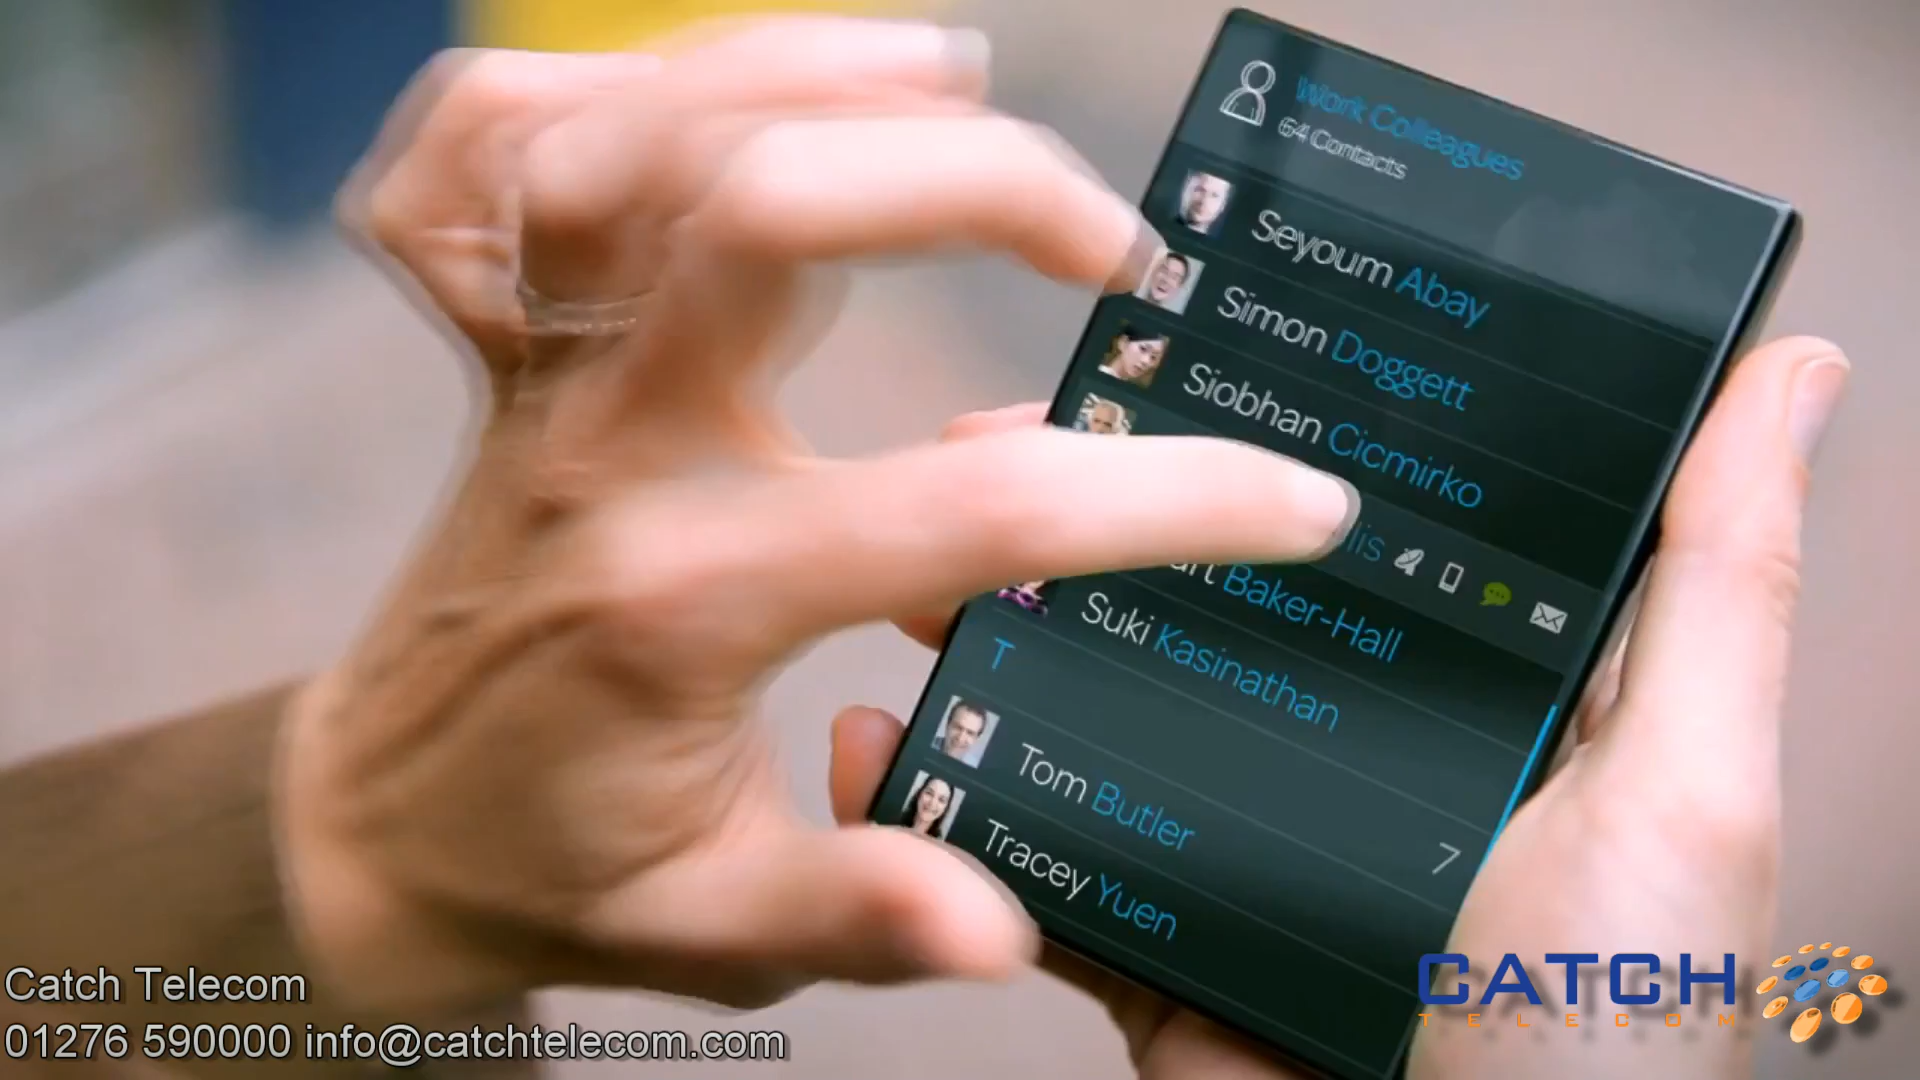 Work Colleagues
64 Contacts
Seyoum Abay
Simon Doggett
Siobhan Cicmirko
Baker-Hall
Suki Kasinathan
T
Tom Butler
7
Tracey Yuen
CATCH
TELECOM
Catch Telecom
01276 590000 info@catchtelecom.com